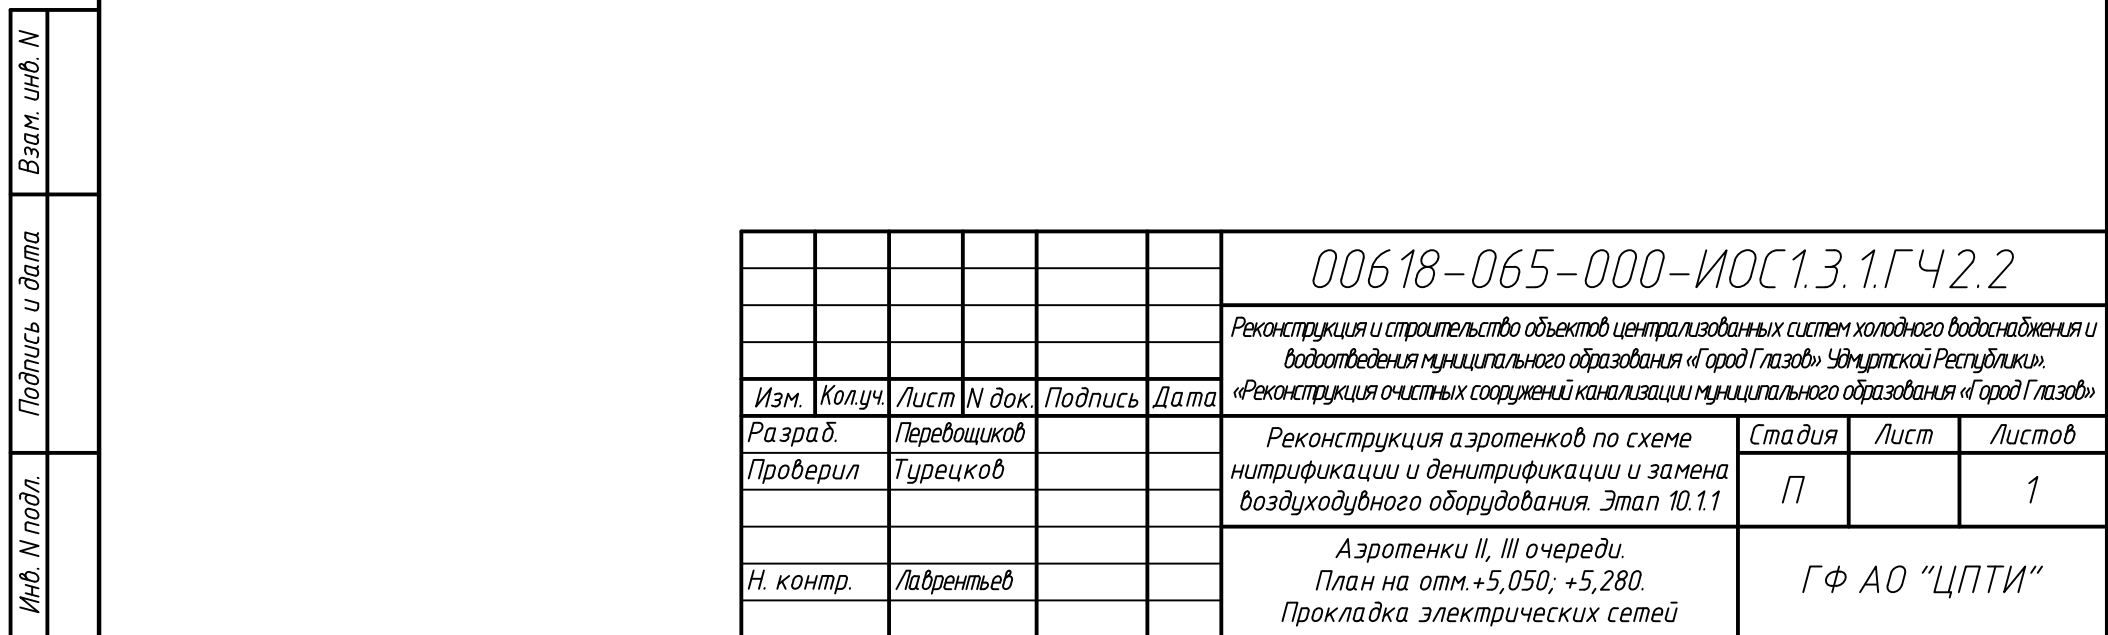 Взам. инв. N
Подпись и дата
Инв. N подл.
00618-065-000-ИОС1.3.1.ГЧ2.2
Реконструкция и строительство объектов централизованных систем холодного водоснабжения и
водоотведения муниципального образования «Город Глазов» Удмуртской Республики».
«Реконструкция очистных сооружений канализации муниципального образования «Город Глазов»
Изм. Кол.уч. Лист N док. Подпись Дата
Разраб. Перевощиков
Проверил Турецков
Н. контр. Лаврентьев
Реконструкция аэротенков по схеме
нитрификации и денитрификации и замена
воздуходувного оборудования. Этап 10.1.1
Стадия Лист Листов
П 1
Аэротенки II, III очереди.
План на отм.+5,050; +5,280.
Прокладка электрических сетей
ГФ АО "ЦПТИ"